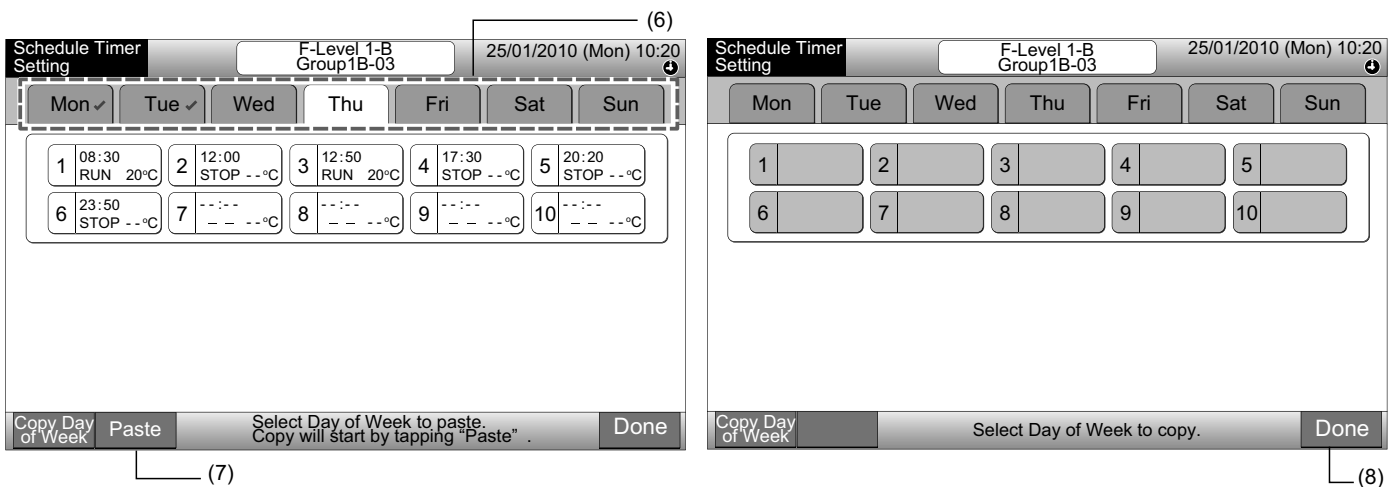 (6)
Schedule Timer
Setting
F-Level 1-B
Group1B-03
25/01/2010 (Mon) 10:20
Mon✓ Tue✓ Wed Thu Fri Sat Sun
1 08:30 RUN 20°C
2 12:00 STOP --°C
3 12:50 RUN 20°C
4 17:30 STOP --°C
5 20:20 STOP --°C
6 23:50 STOP --°C
7 --:-- – – --°C
8 --:-- – – --°C
9 --:-- – – --°C
10 --:-- – – --°C
Copy Day
of Week
Paste
Select Day of Week to paste.
Copy will start by tapping “Paste” .
Done
(7)
Schedule Timer
Setting
F-Level 1-B
Group1B-03
25/01/2010 (Mon) 10:20
Mon Tue Wed Thu Fri Sat Sun
1 2 3 4 5
6 7 8 9 10
Copy Day
of Week
Select Day of Week to copy.
Done
(8)